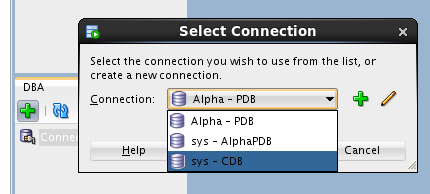 Select Connection
Select the connection you wish to use from the list, or
create a new connection.
DBA
Connection: Alpha - PDB
Alpha - PDB
sys - AlphaPDB
Connec
sys - CDB
Help
Cancel